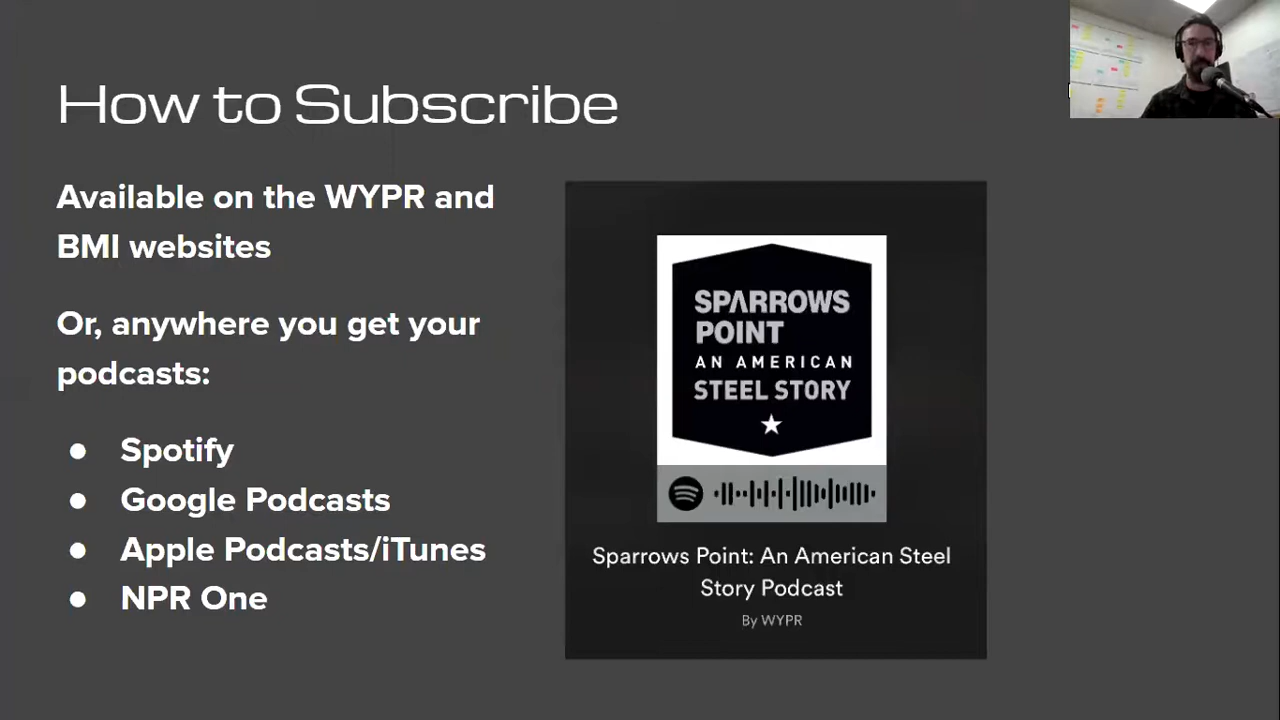 How to Subscribe
Available on the WYPR and
BMI websites
Or, anywhere you get your
podcasts:
● Spotify
● Google Podcasts
● Apple Podcasts/iTunes
● NPR One
SPARROWS
POINT
AN AMERICAN
STEEL STORY
Sparrows Point: An American Steel
Story Podcast
By WYPR